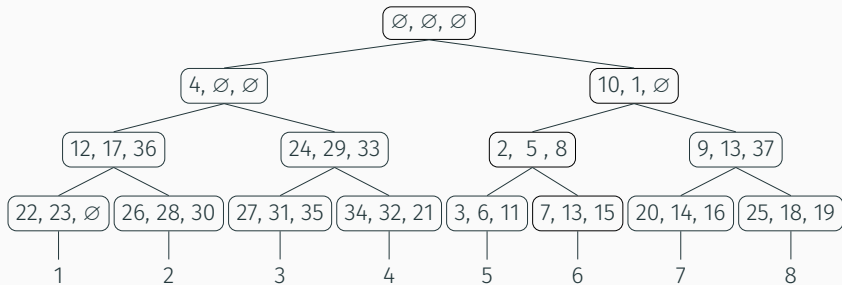 ∅, ∅, ∅
4, ∅, ∅ 10, 1, ∅
12, 17, 36 24, 29, 33 2, 5 , 8 9, 13, 37
22, 23, ∅ 26, 28, 30 27, 31, 35 34, 32, 21 3, 6, 11 7, 13, 15 20, 14, 16 25, 18, 19
1 2 3 4 5 6 7 8